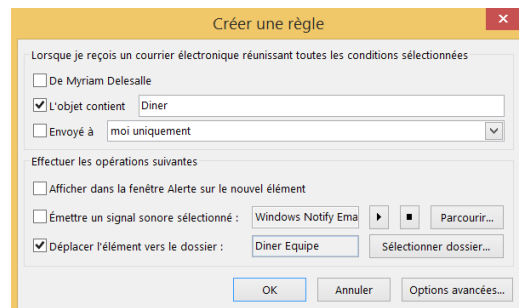 Créer une règle
Lorsque je reçois un courrier électronique réunissant toutes les conditions sélectionnées
De Myriam Delesalle
L'objet contient Diner
Envoyé à moi uniquement
Effectuer les opérations suivantes
Afficher dans la fenêtre Alerte sur le nouvel élément
Émettre un signal sonore sélectionné : Windows Notify Ema Parcourir...
Déplacer l'élément vers le dossier : Diner Equipe Sélectionner dossier...
OK Annuler Options avancées...